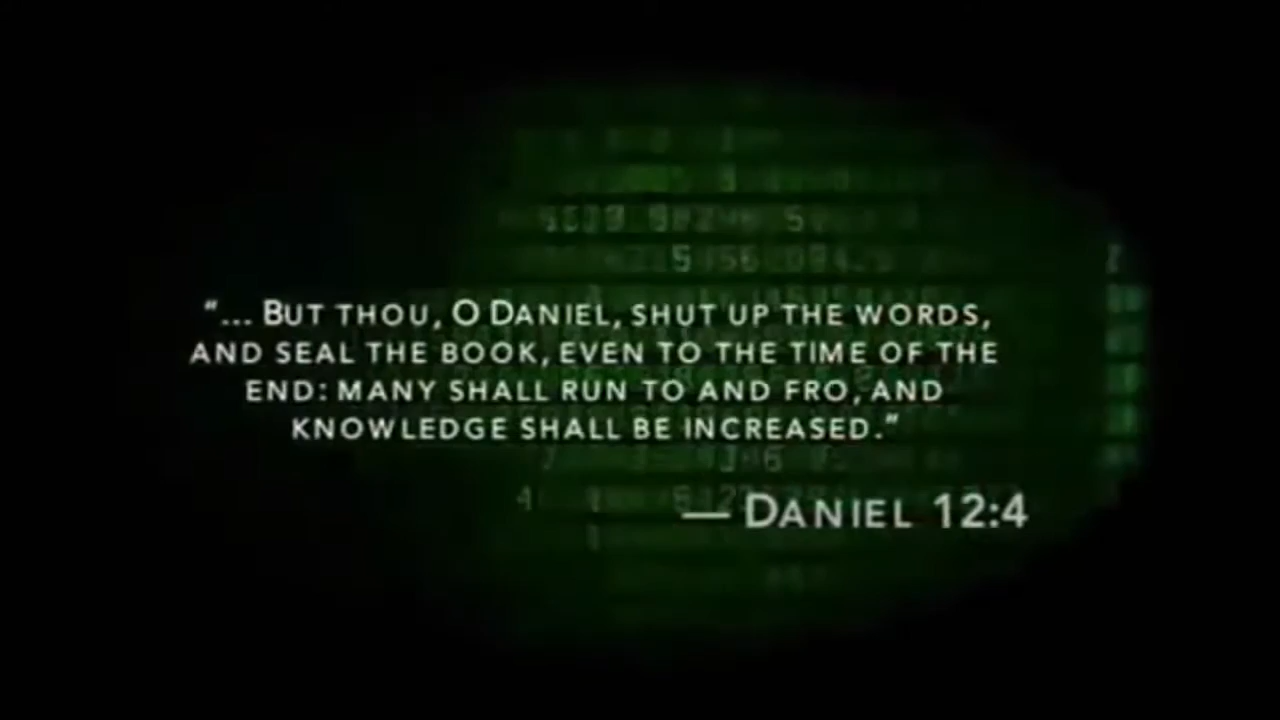 “... BUT THOU, O DANIEL, SHUT UP THE WORDS,
AND SEAL THE BOOK, EVEN TO THE TIME OF THE
END: MANY SHALL RUN TO AND FRO, AND
KNOWLEDGE SHALL BE INCREASED.”
— DANIEL 12:4